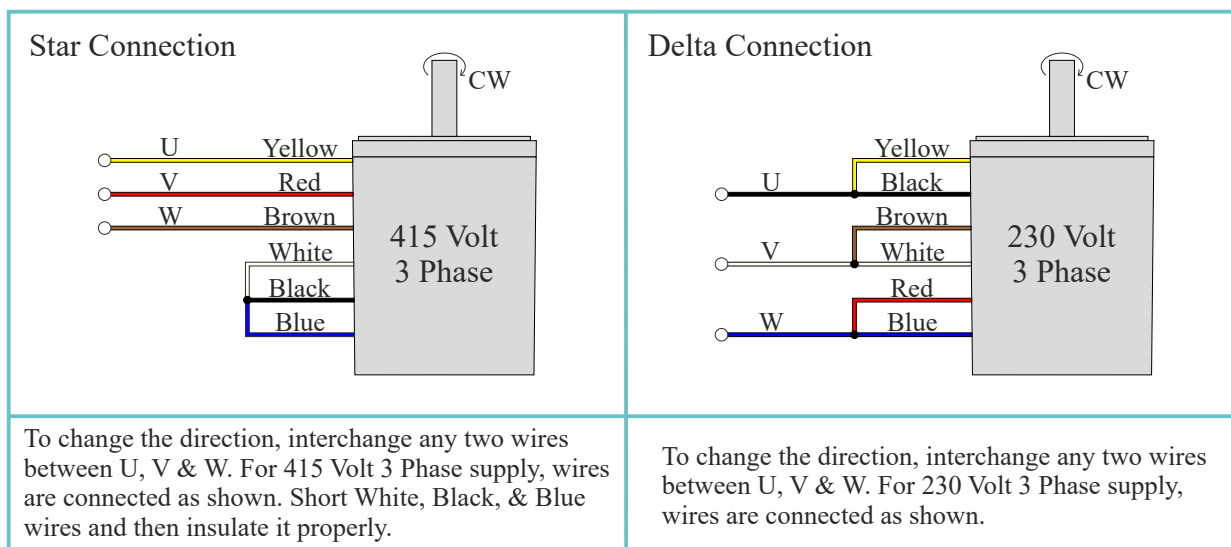 Star Connection
CW
U Yellow
V Red
W Brown
White
Black
Blue
415 Volt
3 Phase
To change the direction, interchange any two wires
between U, V & W. For 415 Volt 3 Phase supply, wires
are connected as shown. Short White, Black, & Blue
wires and then insulate it properly.
Delta Connection
CW
Yellow
U Black
Brown
V White
Red
W Blue
230 Volt
3 Phase
To change the direction, interchange any two wires
between U, V & W. For 230 Volt 3 Phase supply,
wires are connected as shown.